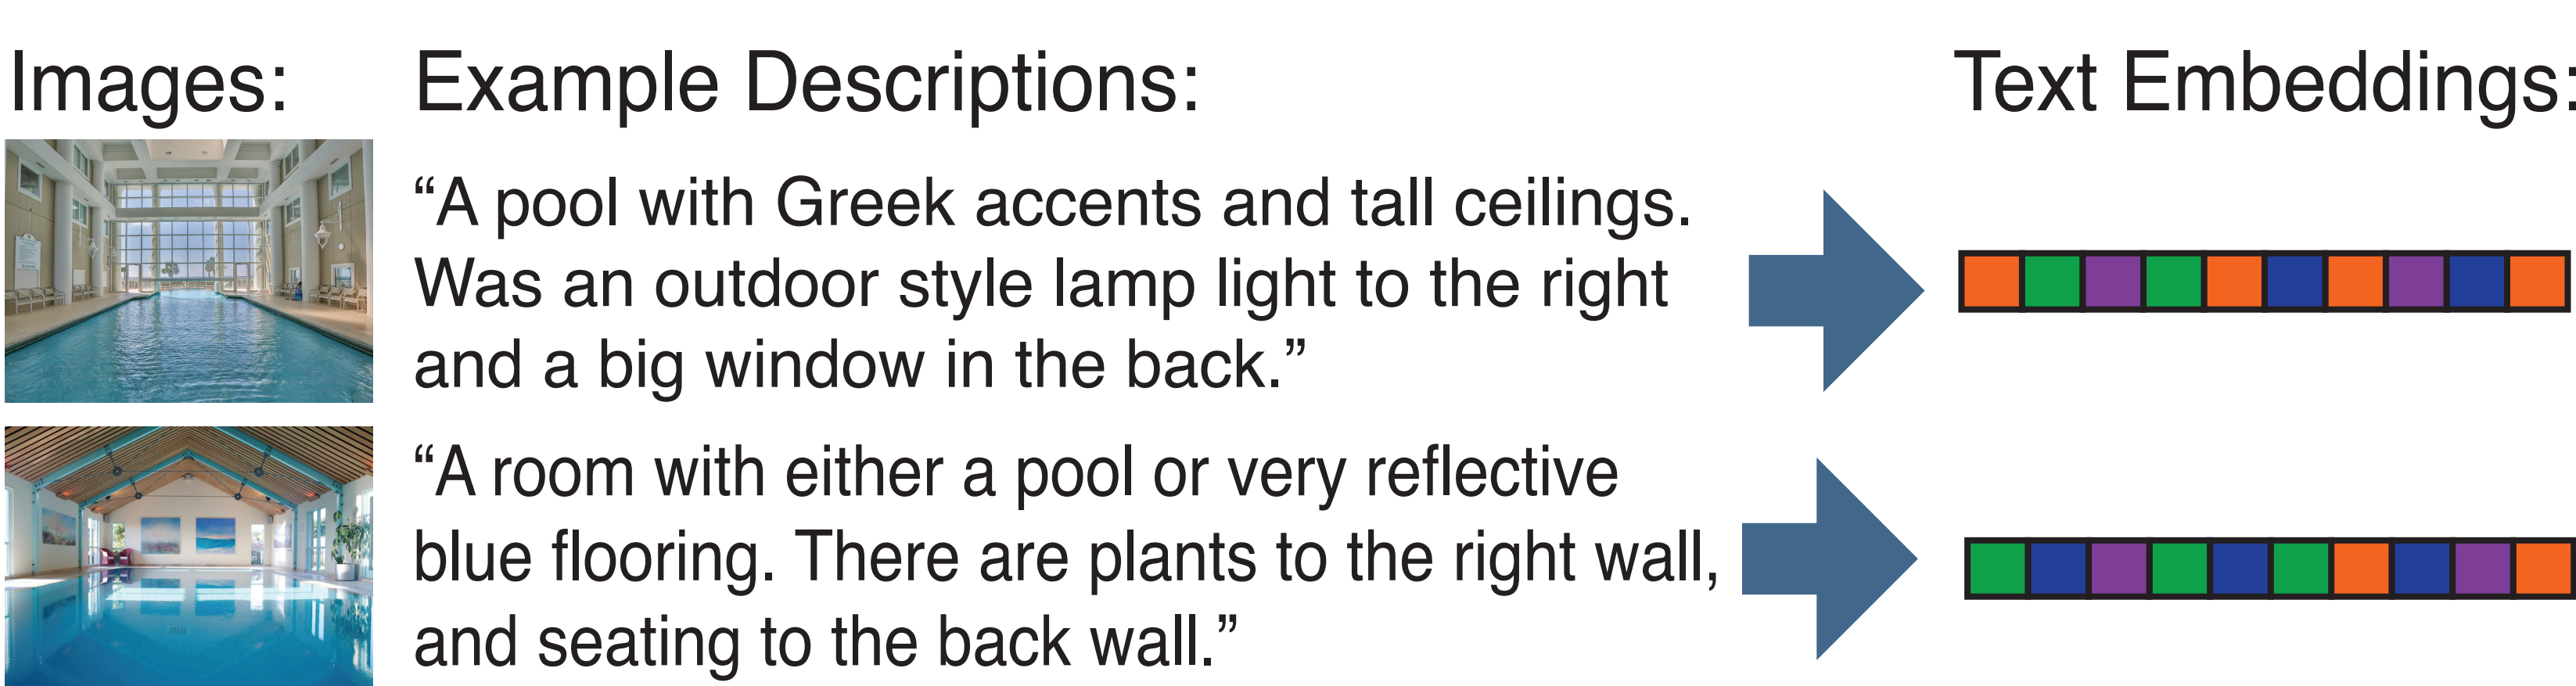 Images:
Example Descriptions:
Text Embeddings:
“A pool with Greek accents and tall ceilings.
Was an outdoor style lamp light to the right
and a big window in the back.”
“A room with either a pool or very reflective
blue flooring. There are plants to the right wall,
and seating to the back wall.”